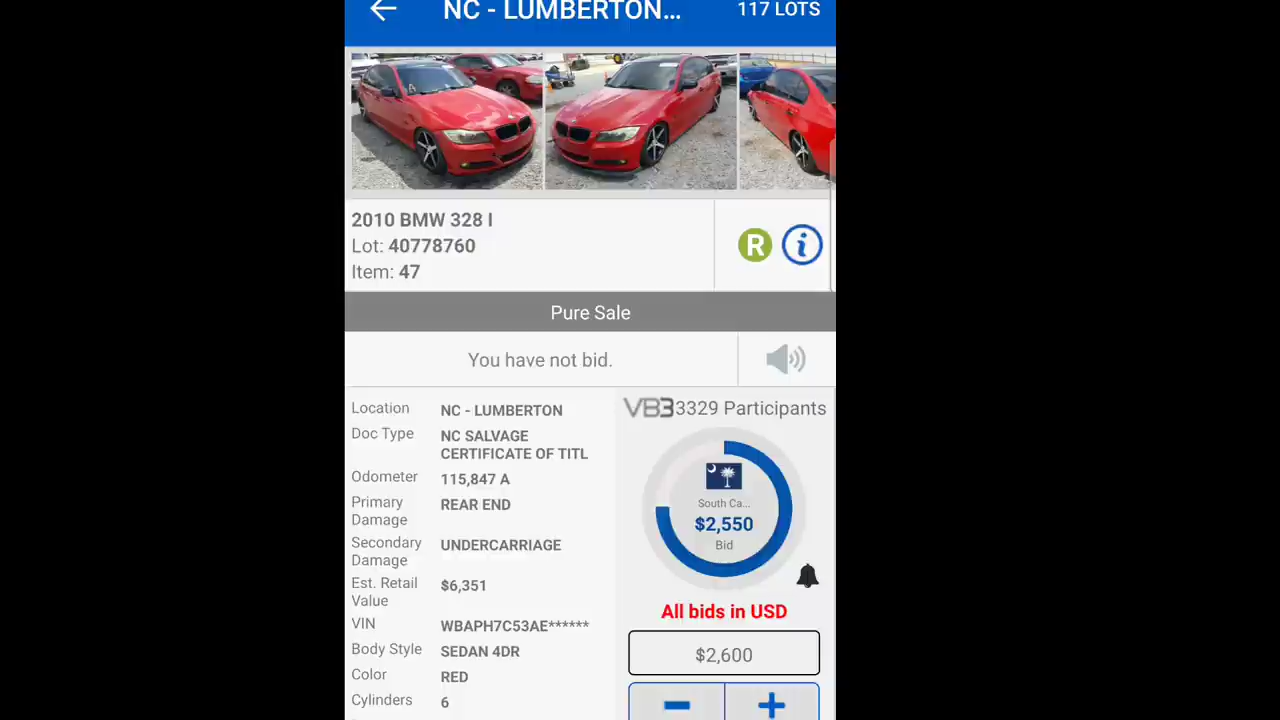 NC - LUMBERTON...
117 LOTS
2010 BMW 328 I
Lot: 40778760
Item: 47
R
i
Pure Sale
You have not bid.
Location NC - LUMBERTON
Doc Type NC SALVAGE
CERTIFICATE OF TITL
Odometer 115,847 A
Primary
Damage REAR END
Secondary
Damage UNDERCARRIAGE
Est. Retail
Value $6,351
VIN WBAPH7C53AE******
Body Style SEDAN 4DR
Color RED
Cylinders 6
VB3 3329 Participants
South Ca...
$2,550
Bid
All bids in USD
$2,600